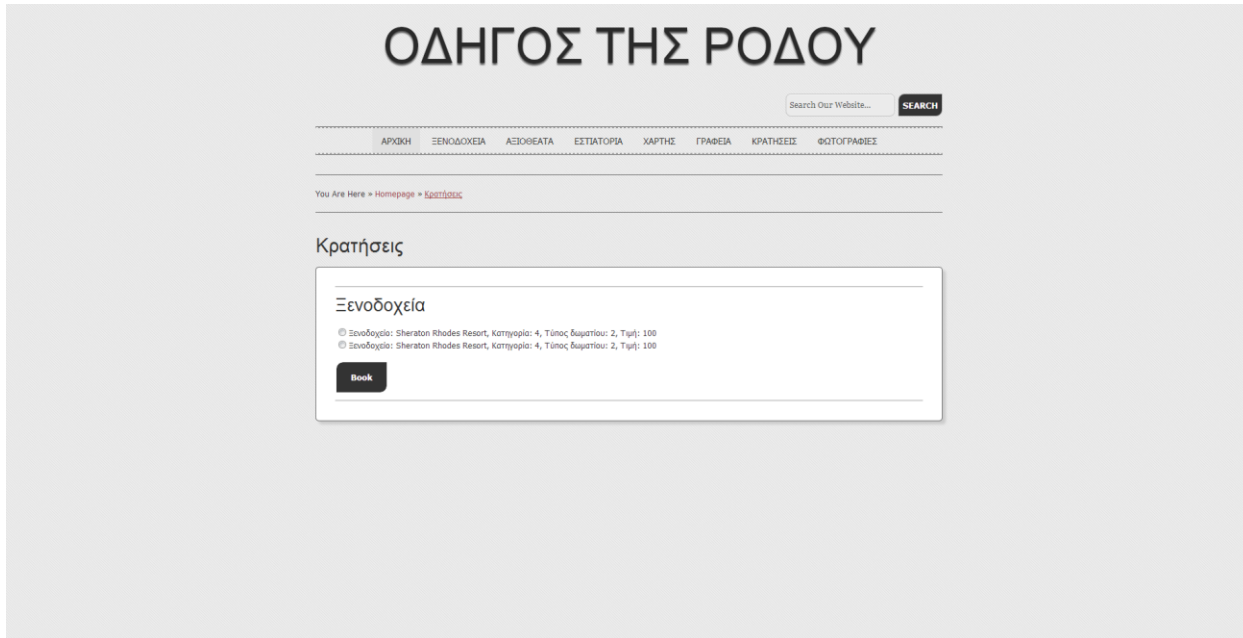 ΟΔΗΓΟΣ ΤΗΣ ΡΟΔΟΥ
Search Our Website... SEARCH
ΑΡΧΙΚΗ ΞΕΝΟΔΟΧΕΙΑ ΑΞΙΟΘΕΑΤΑ ΕΣΤΙΑΤΟΡΙΑ ΧΑΡΤΗΣ ΓΡΑΦΕΙΑ ΚΡΑΤΗΣΕΙΣ ΦΩΤΟΓΡΑΦΙΕΣ
You Are Here » Homepage » Κρατήσεις
Κρατήσεις
Ξενοδοχεία
Ξενοδοχείο: Sheraton Rhodes Resort, Κατηγορία: 4, Τύπος δωματίου: 2, Τιμή: 100
Ξενοδοχείο: Sheraton Rhodes Resort, Κατηγορία: 4, Τύπος δωματίου: 2, Τιμή: 100
Book